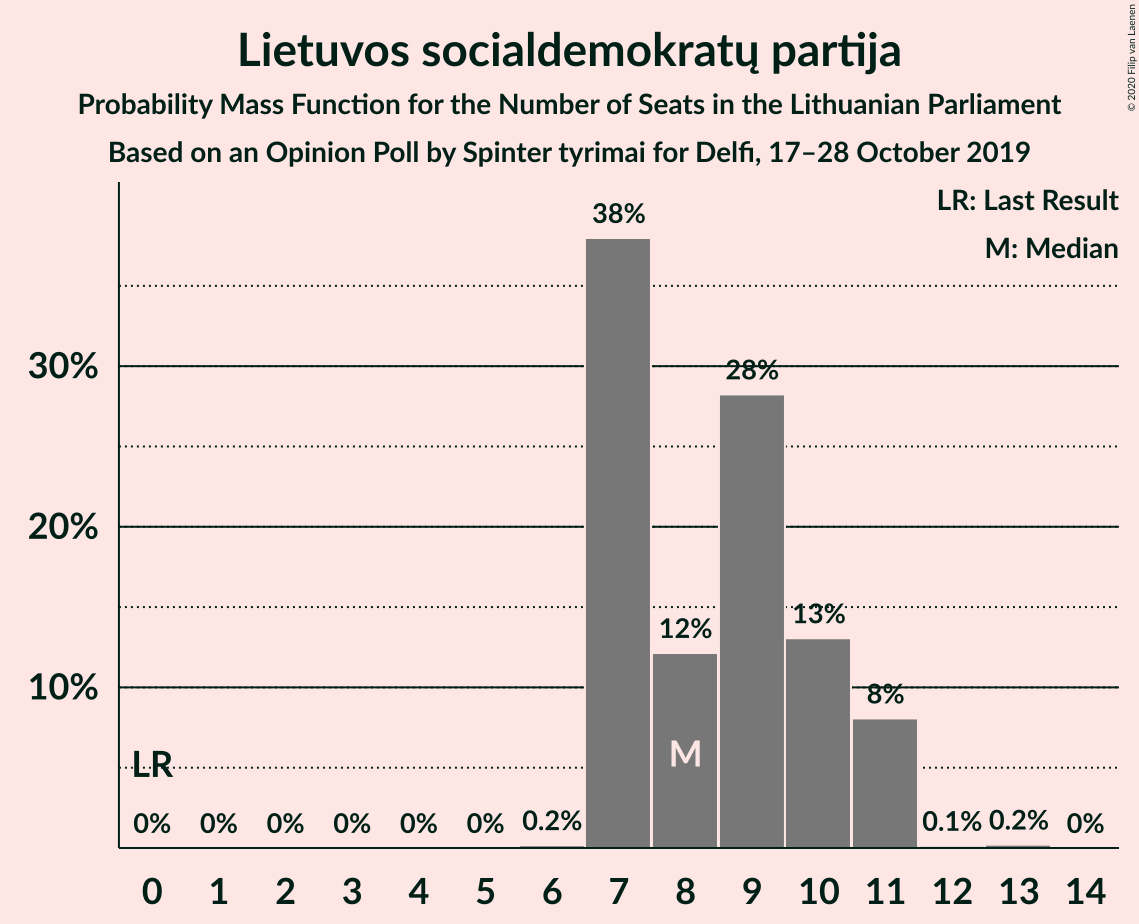 Lietuvos socialdemokratų partija
Probability Mass Function for the Number of Seats in the Lithuanian Parliament
Based on an Opinion Poll by Spinter tyrimai for Delfi, 17–28 October 2019
© 2020 Filip van Laenen
LR: Last Result
M: Median
38%
30%
28%
20%
13%
12%
10%
8%
LR
M
0% 0% 0% 0% 0% 0% 0.2% 0.1% 0.2% 0%
0 1 2 3 4 5 6 7 8 9 10 11 12 13 14